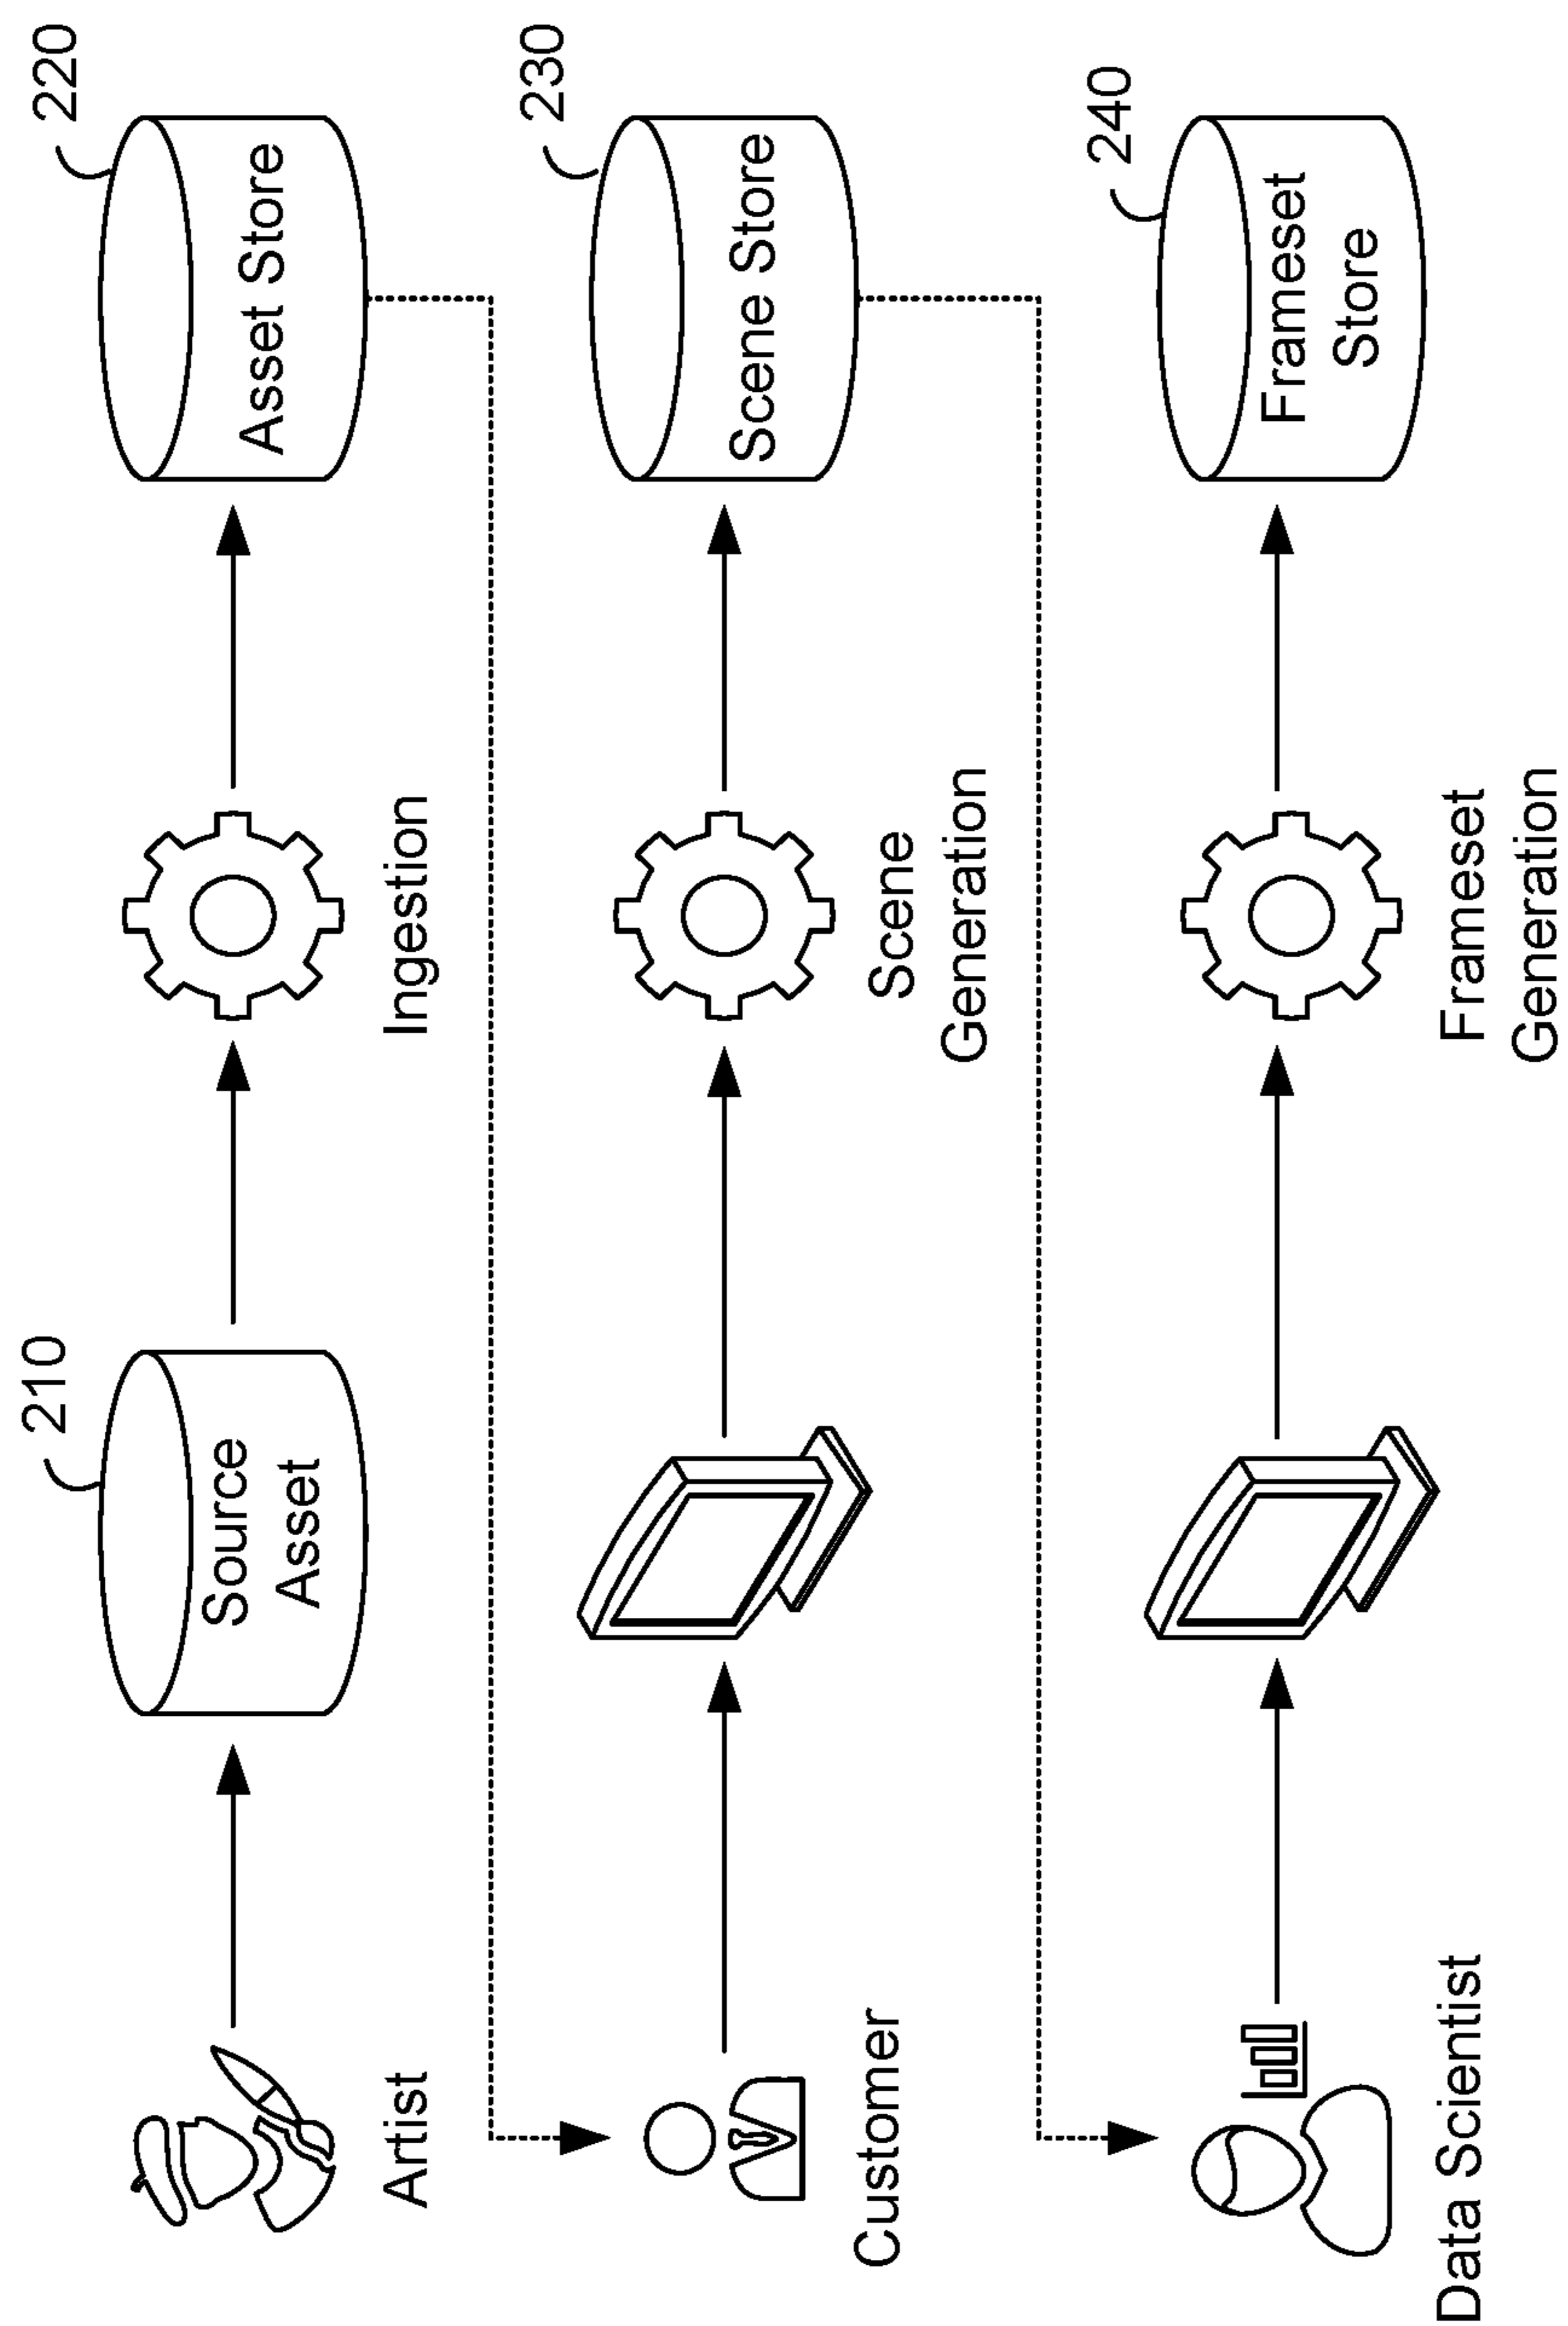 210
220
Source
Asset
Asset Store
Artist
Ingestion
230
Scene Store
Customer
Scene
Generation
240
Frameset
Store
Data Scientist
Frameset
Generation